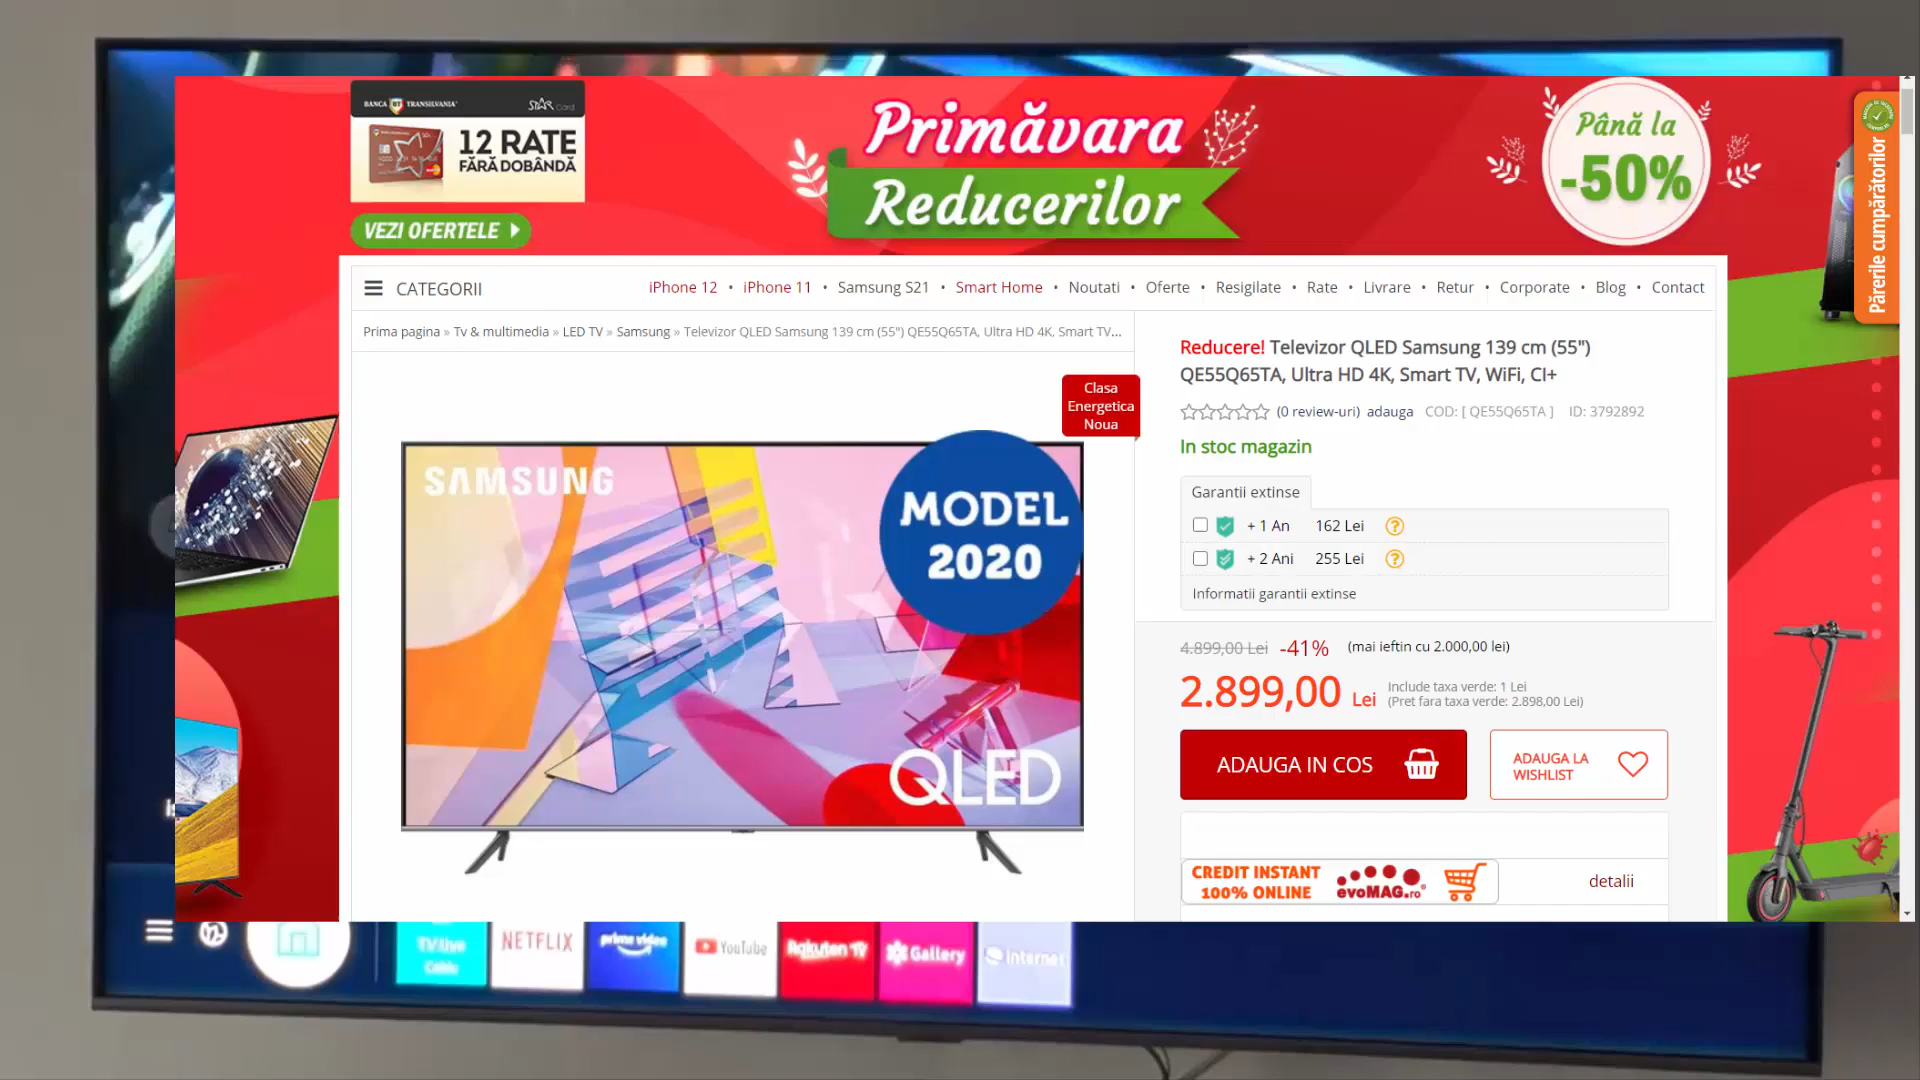 BANCA BT TRANSILVANIA
STAR Card
12 RATE
FĂRĂ DOBÂNDĂ
VEZI OFERTELE
Primăvara
Reducerilor
Până la
-50%
Părerile cumpărătorilor
CATEGORII
iPhone 12 • iPhone 11 • Samsung S21 • Smart Home • Noutati • Oferte • Resigilate • Rate • Livrare • Retur • Corporate • Blog • Contact
Prima pagina » Tv & multimedia » LED TV » Samsung » Televizor QLED Samsung 139 cm (55") QE55Q65TA, Ultra HD 4K, Smart TV...
Clasa
Energetica
Noua
SAMSUNG
MODEL
2020
QLED
Reducere! Televizor QLED Samsung 139 cm (55")
QE55Q65TA, Ultra HD 4K, Smart TV, WiFi, CI+
(0 review-uri) adauga COD: [ QE55Q65TA ] ID: 3792892
In stoc magazin
Garantii extinse
+ 1 An 162 Lei ?
+ 2 Ani 255 Lei ?
Informatii garantii extinse
4.899,00 Lei -41% (mai ieftin cu 2.000,00 lei)
2.899,00 Lei
Include taxa verde: 1 Lei
(Pret fara taxa verde: 2.898,00 Lei)
ADAUGA IN COS
ADAUGA LA
WISHLIST
CREDIT INSTANT
100% ONLINE
evoMAG.ro
detalii
TV live
Cablu
NETFLIX
prime video
YouTube
Rakuten TV
Gallery
Internet